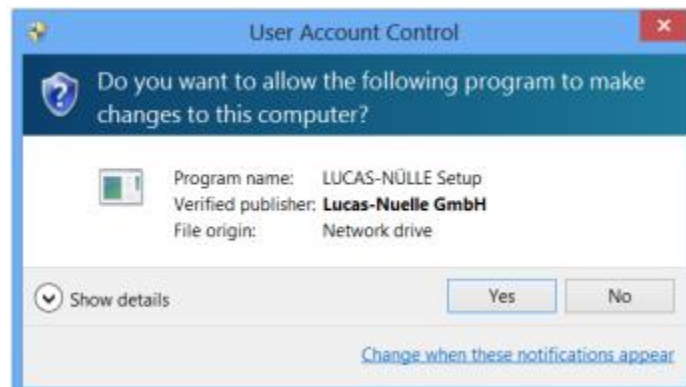 User Account Control
Do you want to allow the following program to make
changes to this computer?
Program name: LUCAS-NÜLLE Setup
Verified publisher: Lucas-Nuelle GmbH
File origin: Network drive
Show details
Yes No
Change when these notifications appear